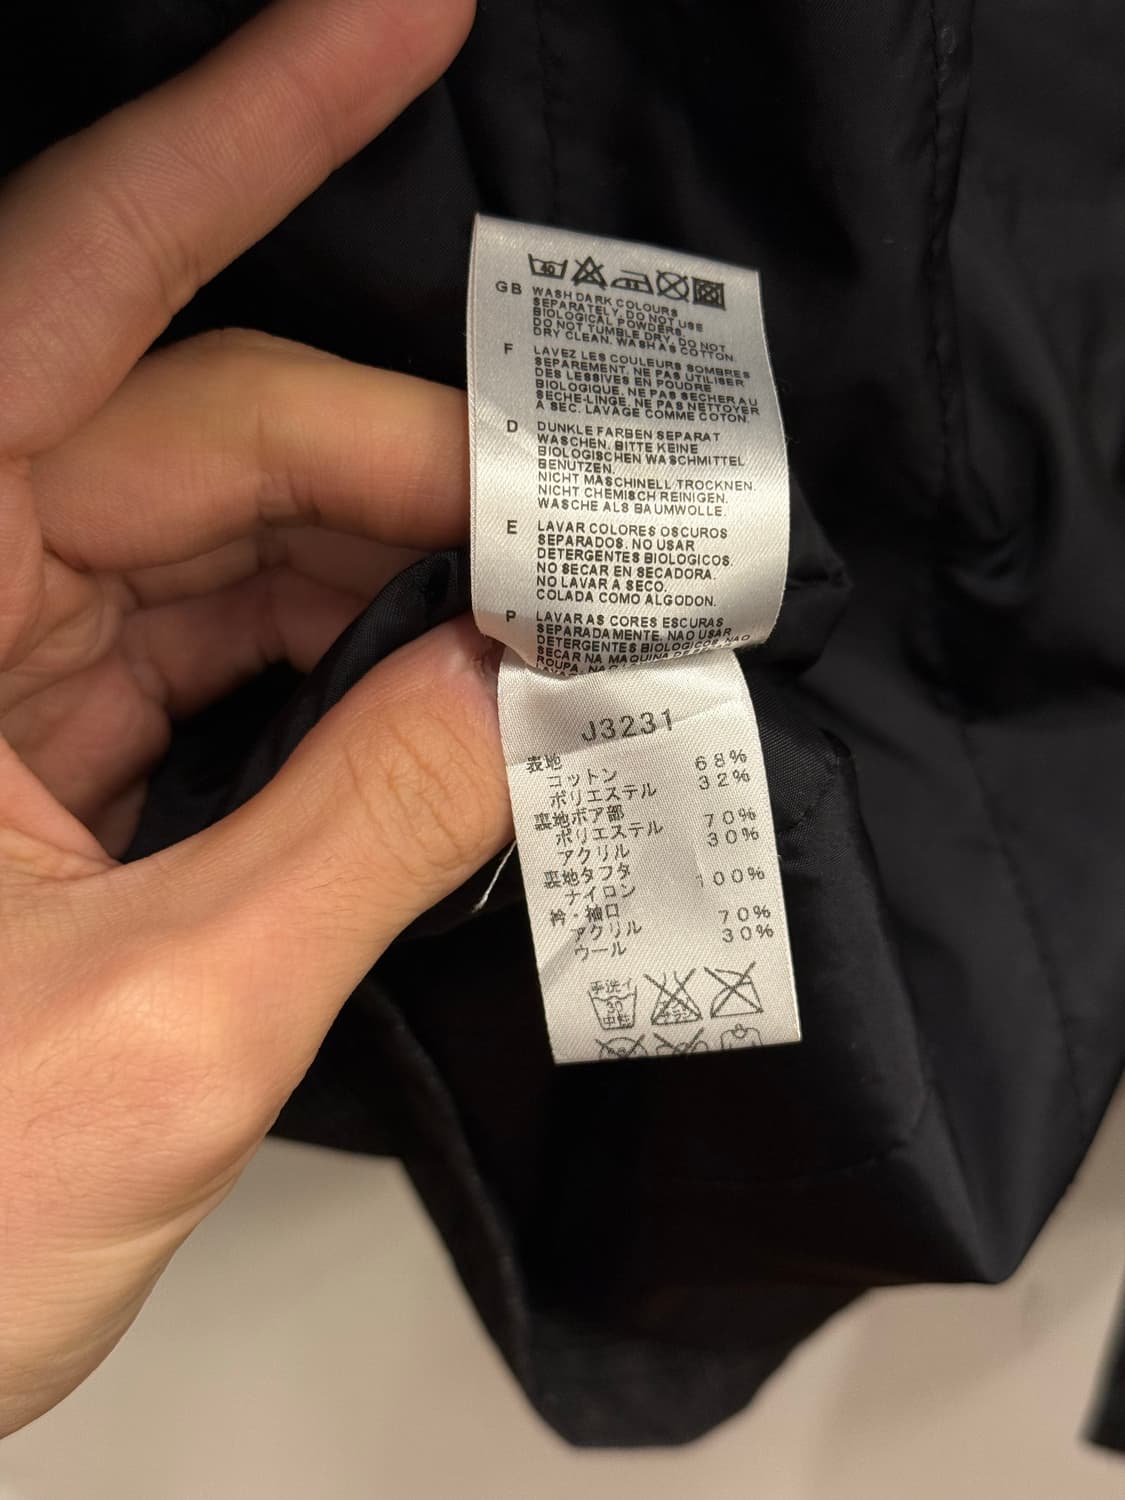 40
GB WASH DARK COLOURS
SEPARATELY, DO NOT USE
BIOLOGICAL POWDERS.
DO NOT TUMBLE DRY, DO NOT
DRY CLEAN. WASH AS COTTON.
F LAVEZ LES COULEURS SOMBRES
SEPAREMENT. NE PAS UTILISER
DES LESSIVES EN POUDRE
BIOLOGIQUE. NE PAS SECHER AU
SECHE-LINGE. NE PAS NETTOYER
A SEC. LAVAGE COMME COTON.
D DUNKLE FARBEN SEPARAT
WASCHEN. BITTE KEINE
BIOLOGISCHEN WASCHMITTEL
BENUTZEN.
NICHT MASCHINELL TROCKNEN.
NICHT CHEMISCH REINIGEN.
WASCHE ALS BAUMWOLLE.
E LAVAR COLORES OSCUROS
SEPARADOS. NO USAR
DETERGENTES BIOLOGICOS.
NO SECAR EN SECADORA.
NO LAVAR A SECO.
COLADA COMO ALGODON.
P LAVAR AS CORES ESCURAS
SEPARADAMENTE. NAO USAR
DETERGENTES BIOLOGICOS. NAO
SECAR NA MAQUINA DE
ROUPA.
J3231
表地
コットン 68%
ポリエステル 32%
裏地ボア部
ポリエステル 70%
アクリル 30%
裏地タフタ
ナイロン 100%
衿・袖口
アクリル 70%
ウール 30%
手洗イ
30
中性